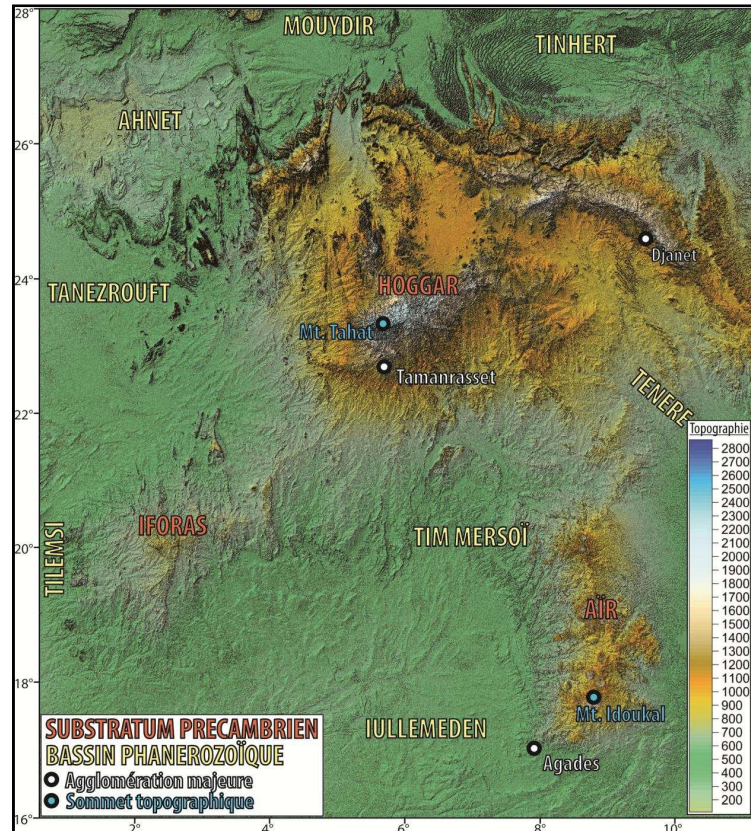 28°
MOUYDIR
TINHERT
AHNET
26°
Djanet
24°
TANEZROUFT
HOGGAR
Mt. Tahat
Tamanrasset
22°
TENERE
Topographie
2800
2700
2600
2500
2400
2300
2200
2100
2000
1900
1800
1700
1600
1500
1400
1300
1200
1100
1000
900
800
700
600
500
400
300
200
IFORAS
20°
TILEMSI
TIM MERSOÏ
AÏR
18°
Mt. Idoukal
IULLEMEDEN
Agades
SUBSTRATUM PRECAMBRIEN
BASSIN PHANEROZOÏQUE
Agglomération majeure
Sommet topographique
16°
2°
4°
6°
8°
10°